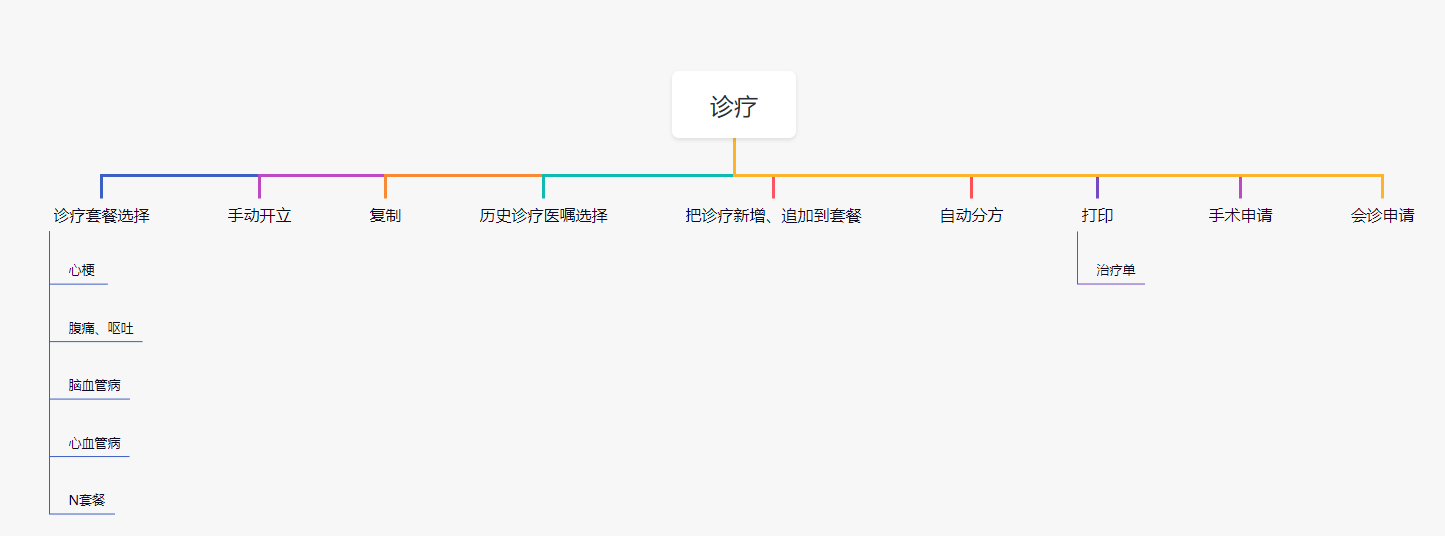 诊疗
诊疗套餐选择
手动开立
复制
历史诊疗医嘱选择
把诊疗新增、追加到套餐
自动分方
打印
手术申请
会诊申请
心梗
治疗单
腹痛、呕吐
脑血管病
心血管病
N套餐